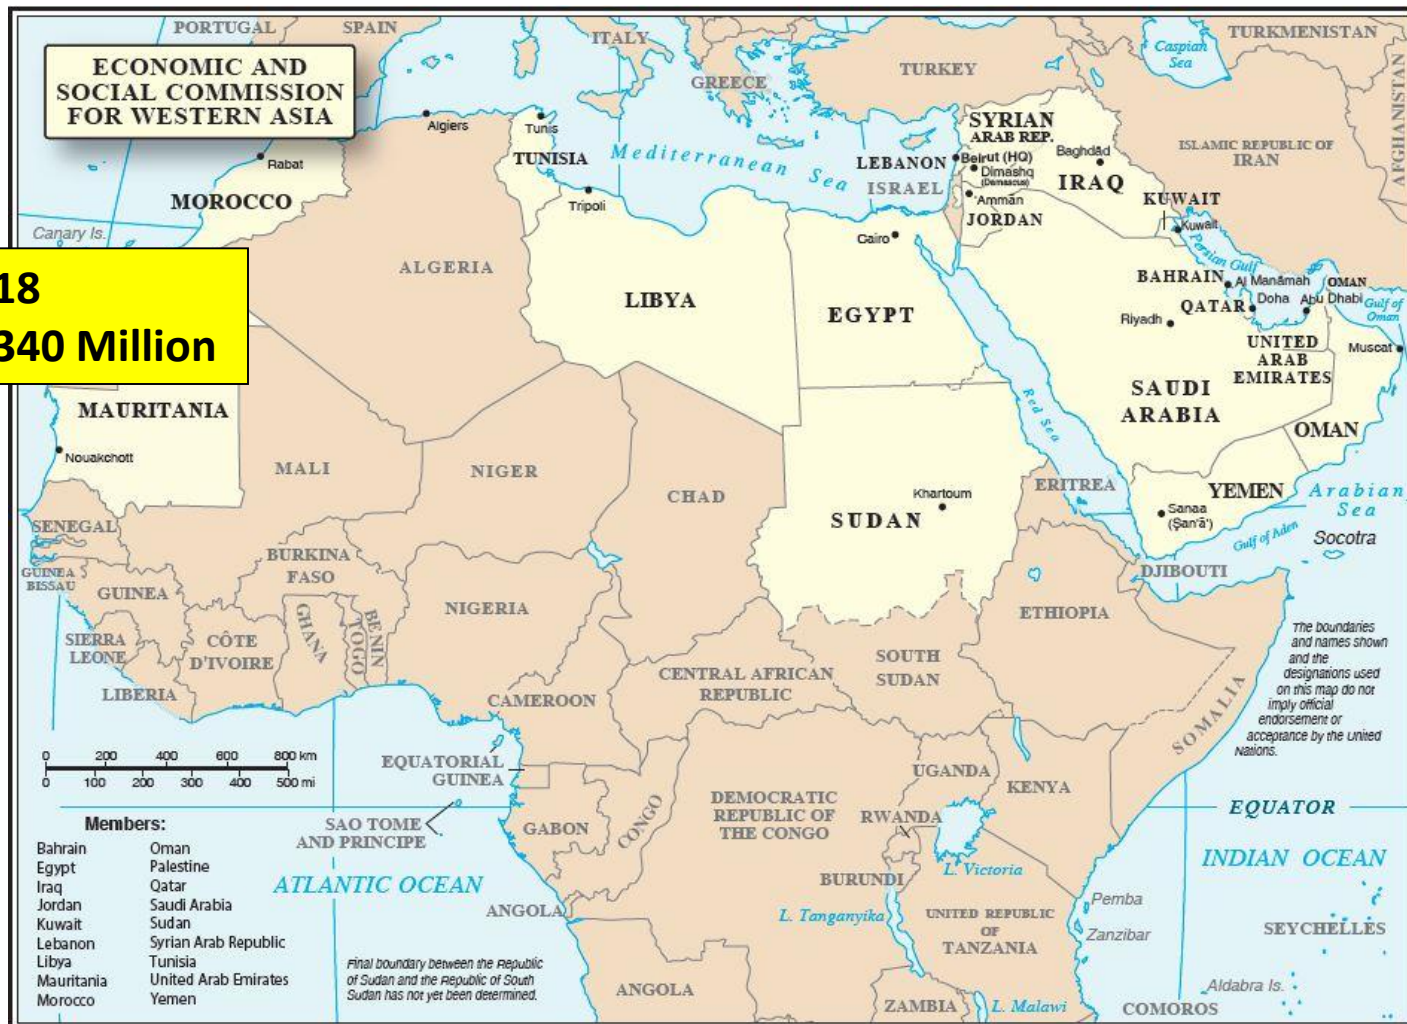 ECONOMIC AND
SOCIAL COMMISSION
FOR WESTERN ASIA
PORTUGAL
SPAIN
ITALY
GREECE
TURKEY
Caspian
Sea
TURKMENISTAN
AFGHANISTAN
ISLAMIC REPUBLIC OF
IRAN
Algiers
Tunis
TUNISIA
Rabat
MOROCCO
Tripoli
Mediterranean Sea
SYRIAN
ARAB REP.
LEBANON
Beirut (HQ)
Dimashq
(Damascus)
ISRAEL
'Ammān
JORDAN
Baghdād
IRAQ
KUWAIT
Kuwait
Persian Gulf
Canary Is.
18
340 Million
ALGERIA
LIBYA
Cairo
EGYPT
BAHRAIN
Al Manāmah
QATAR
Doha
OMAN
Abu Dhabi
Gulf of
Oman
Riyadh
UNITED
ARAB
EMIRATES
Muscat
SAUDI
ARABIA
Red Sea
OMAN
MAURITANIA
Nouakchott
MALI
NIGER
CHAD
Khartoum
SUDAN
ERITREA
YEMEN
Sanaa
(Şan'ā')
Arabian
Sea
Gulf of Aden
Socotra
SENEGAL
GUINEA
BISSAU
GUINEA
SIERRA
LEONE
LIBERIA
CÔTE
D'IVOIRE
BURKINA
FASO
GHANA
TOGO
BENIN
NIGERIA
CAMEROON
CENTRAL AFRICAN
REPUBLIC
SOUTH
SUDAN
ETHIOPIA
DJIBOUTI
SOMALIA
The boundaries
and names shown
and the
designations used
on this map do not
imply official
endorsement or
acceptance by the United
Nations.
0 200 400 600 800 km
0 100 200 300 400 500 mi
EQUATORIAL
GUINEA
SAO TOME
AND PRINCIPE
GABON
CONGO
DEMOCRATIC
REPUBLIC OF
THE CONGO
UGANDA
KENYA
RWANDA
BURUNDI
L. Victoria
L. Tanganyika
UNITED REPUBLIC
OF
TANZANIA
EQUATOR
INDIAN OCEAN
Pemba
Zanzibar
SEYCHELLES
Aldabra Is.
COMOROS
ATLANTIC OCEAN
ANGOLA
ANGOLA
ZAMBIA
L. Malawi
Members:
Bahrain Oman
Egypt Palestine
Iraq Qatar
Jordan Saudi Arabia
Kuwait Sudan
Lebanon Syrian Arab Republic
Libya Tunisia
Mauritania United Arab Emirates
Morocco Yemen
Final boundary between the Republic
of Sudan and the Republic of South
Sudan has not yet been determined.